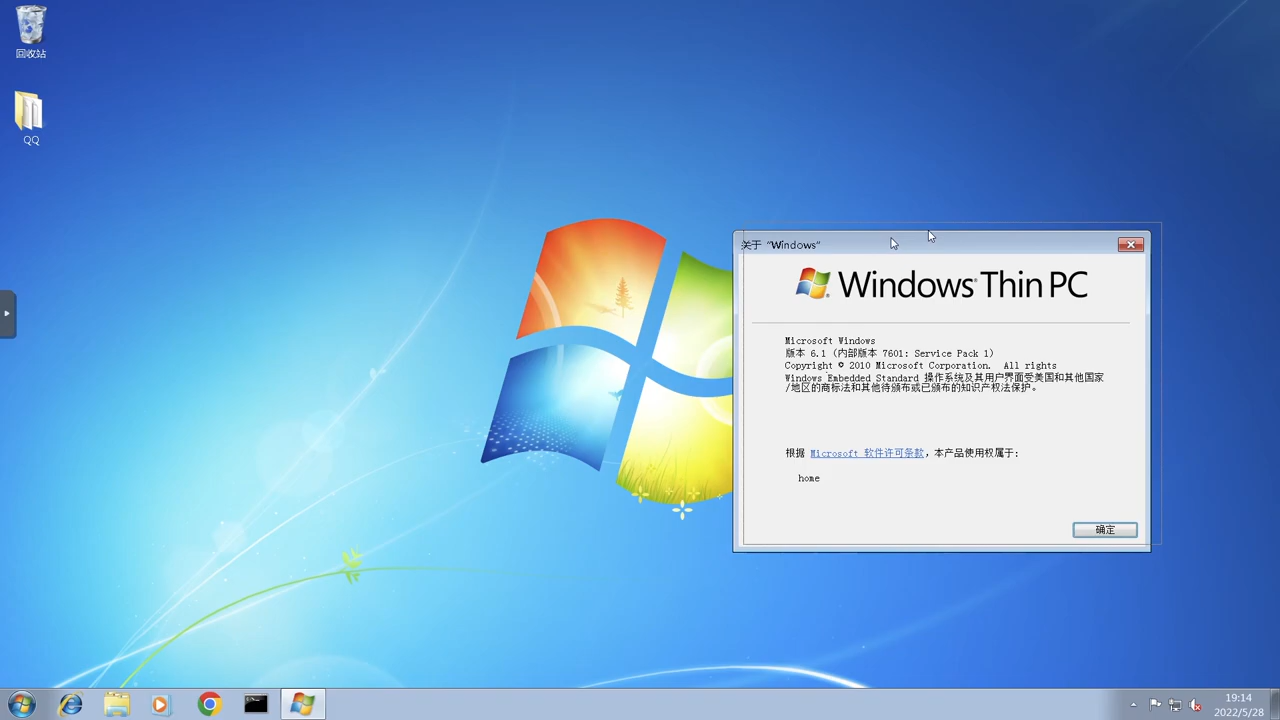 回收站
QQ
关于 “Windows”
Windows Thin PC
Microsoft Windows
版本 6.1 (内部版本 7601: Service Pack 1)
Copyright © 2010 Microsoft Corporation. All rights
Windows Embedded Standard 操作系统及其用户界面受美国和其他国家
/地区的商标法和其他待颁布或已颁布的知识产权法保护。
根据 Microsoft 软件许可条款, 本产品使用权属于:
home
确定
19:14
2022/5/28